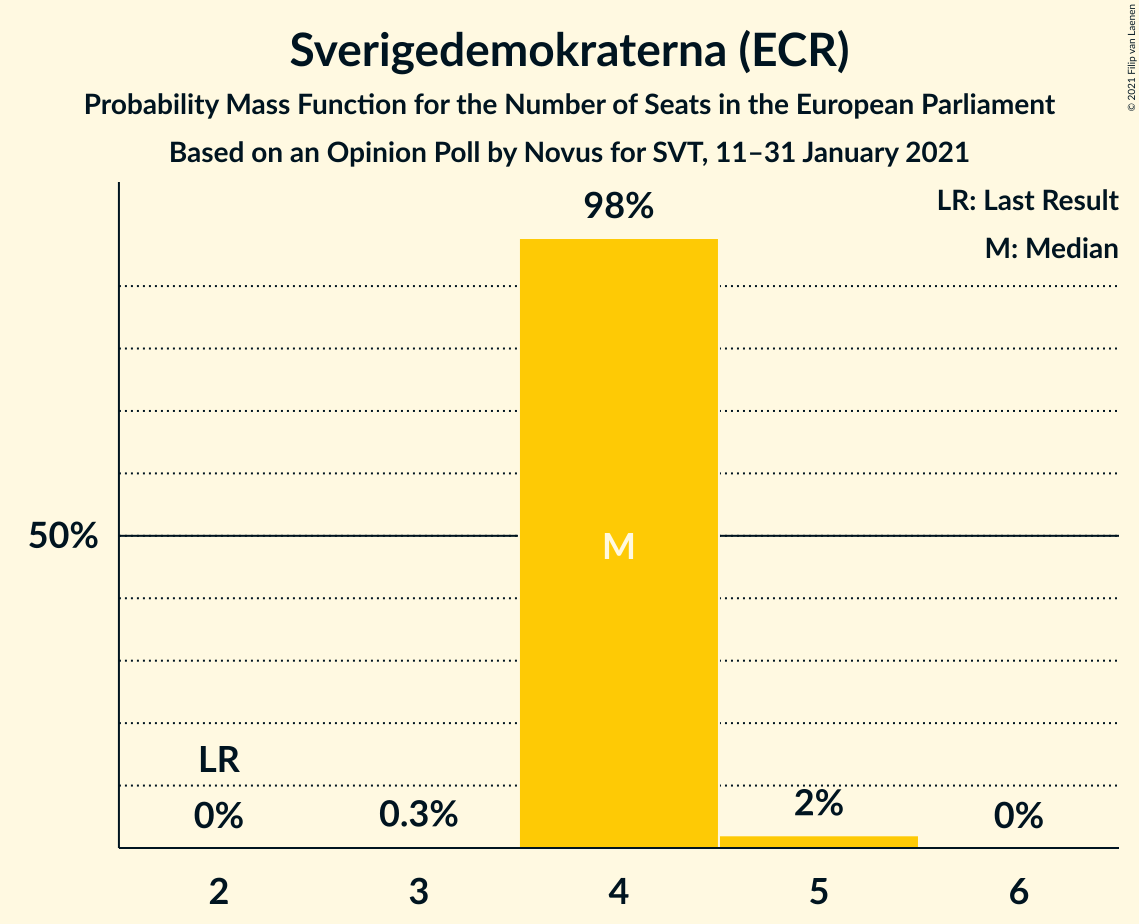 Sverigedemokraterna (ECR)
Probability Mass Function for the Number of Seats in the European Parliament
Based on an Opinion Poll by Novus for SVT, 11–31 January 2021
© 2021 Filip van Laenen
LR: Last Result
M: Median
98%
50%
M
LR
0%
0.3%
2%
0%
2
3
4
5
6